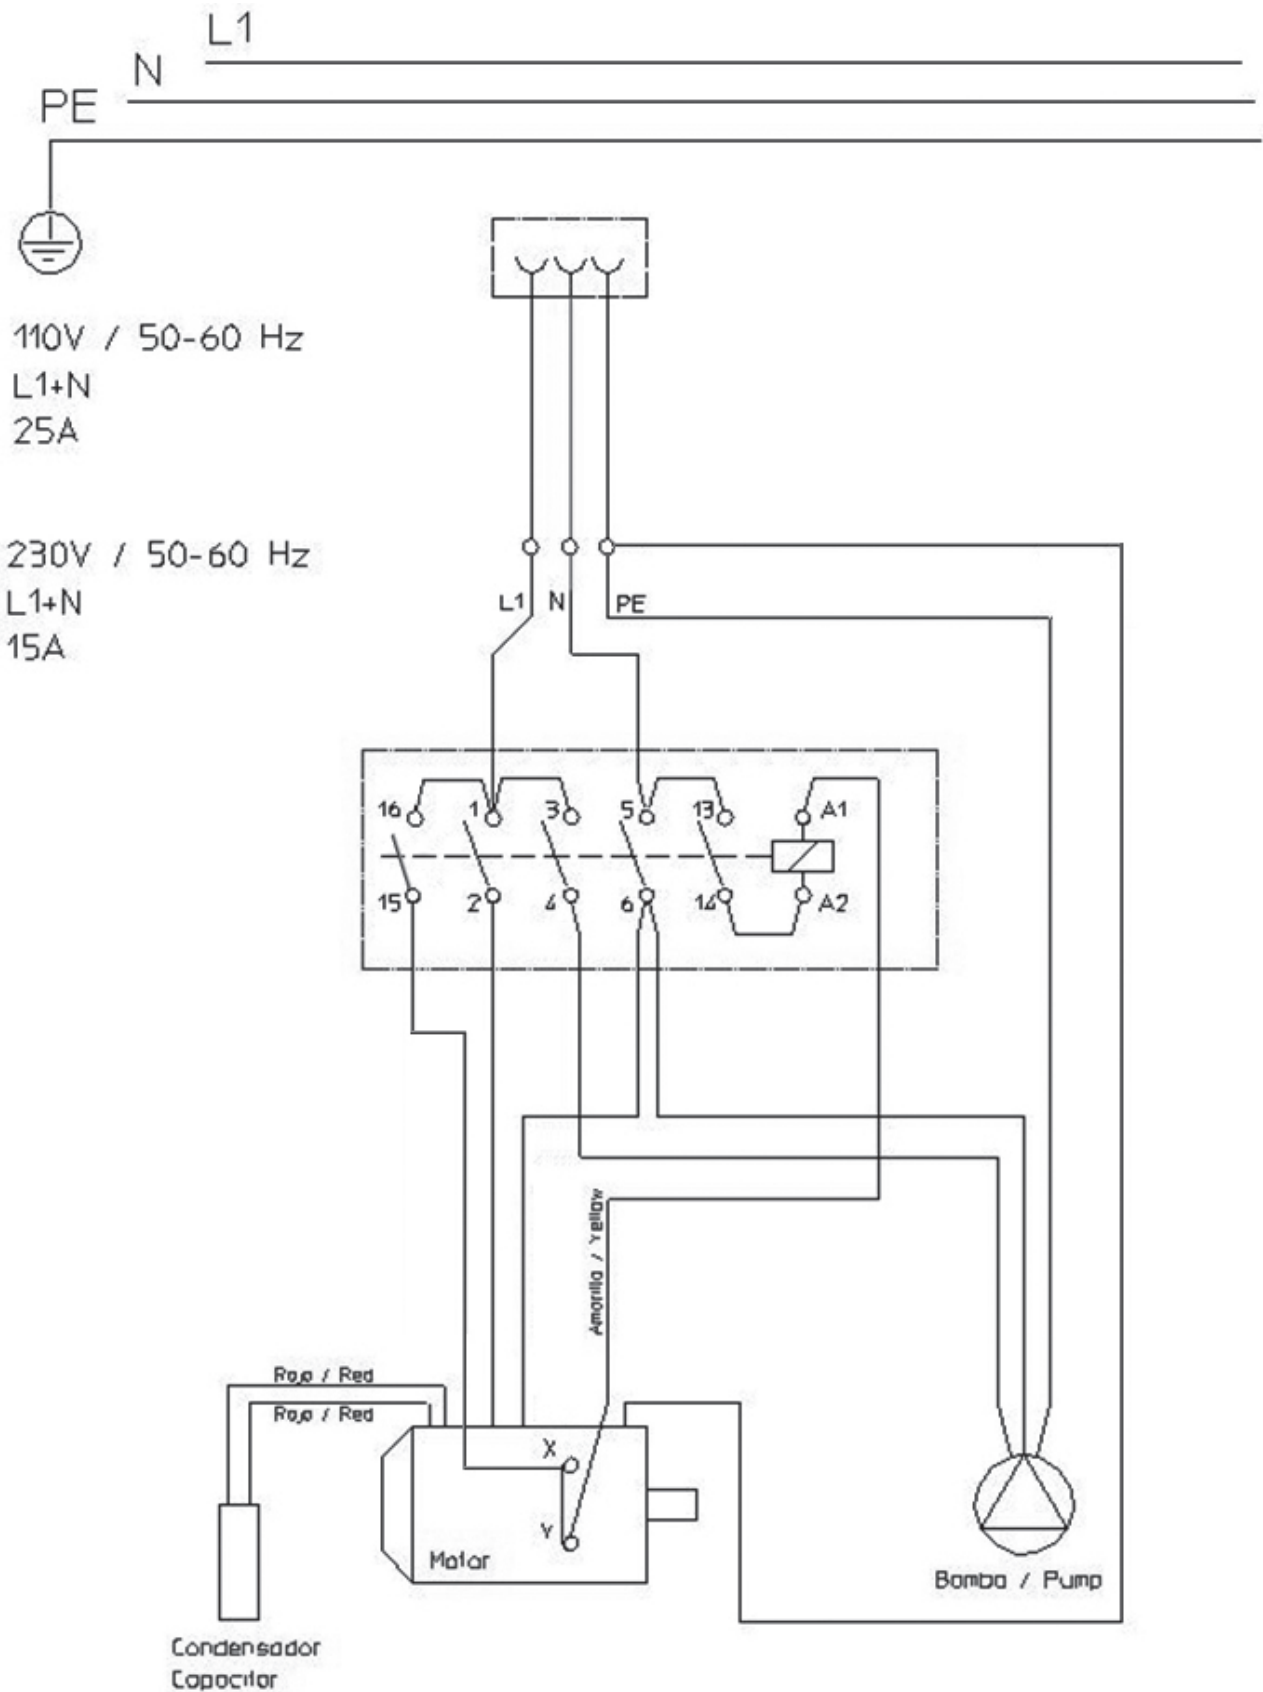 L1
N
PE
110V / 50-60 Hz
L1+N
25A
230V / 50-60 Hz
L1+N
15A
L1 N PE
16 1 3 5 13 A1
15 2 4 6 14 A2
Amarillo / Yellow
Rojo / Red
Rojo / Red
X
Y
Motor
Bomba / Pump
Condensador
Capacitor